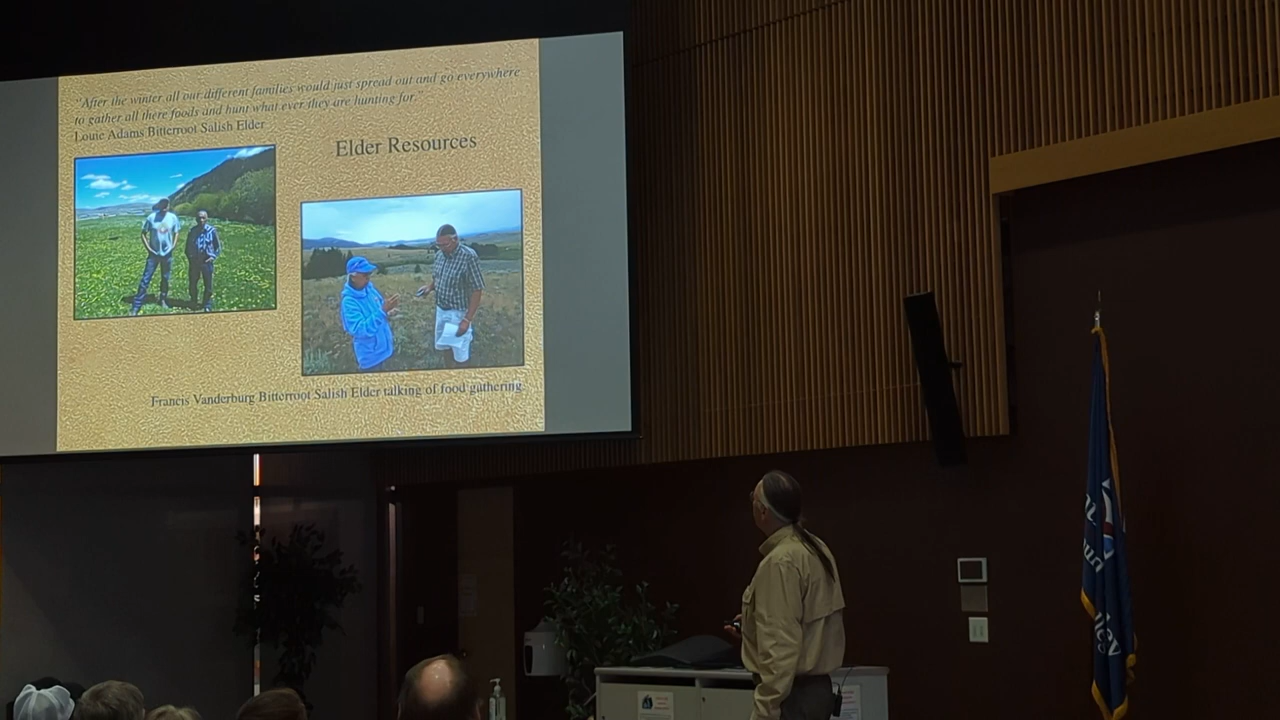 "After the winter all our different families would just spread out and go everywhere
to gather all there foods and hunt what ever they are hunting for."
Louie Adams Bitterroot Salish Elder
Elder Resources
Francis Vanderburg Bitterroot Salish Elder talking of food gathering.